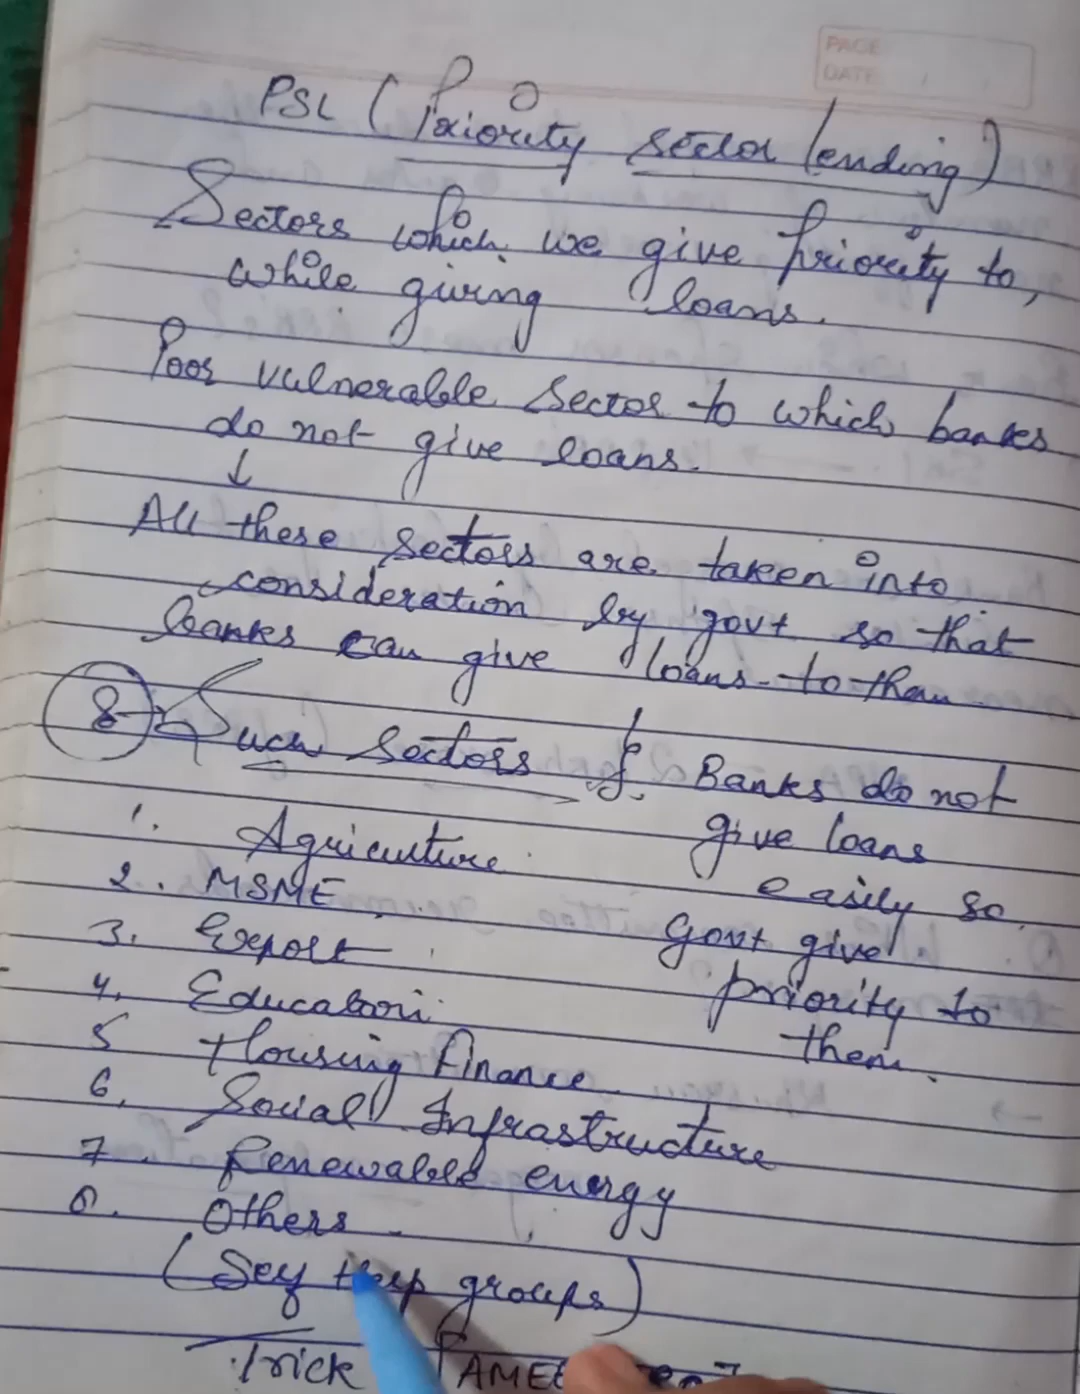 PAGE
DATE
PSL (Priority sector lending)
Sectors which we give priority to,
while giving loans.
Poor vulnerable sector to which banks
do not give loans.
↓
All these sectors are taken into
consideration by govt so that
banks can give loans to them
8 Such sectors
1. Agriculture
2. MSME
3. Export
4. Education
5 Housing finance
6. Social Infrastructure
7. Renewable energy
8. Others
(Self Help groups)
Banks do not
give loans
easily so
Govt give
priority to
them.
Trick